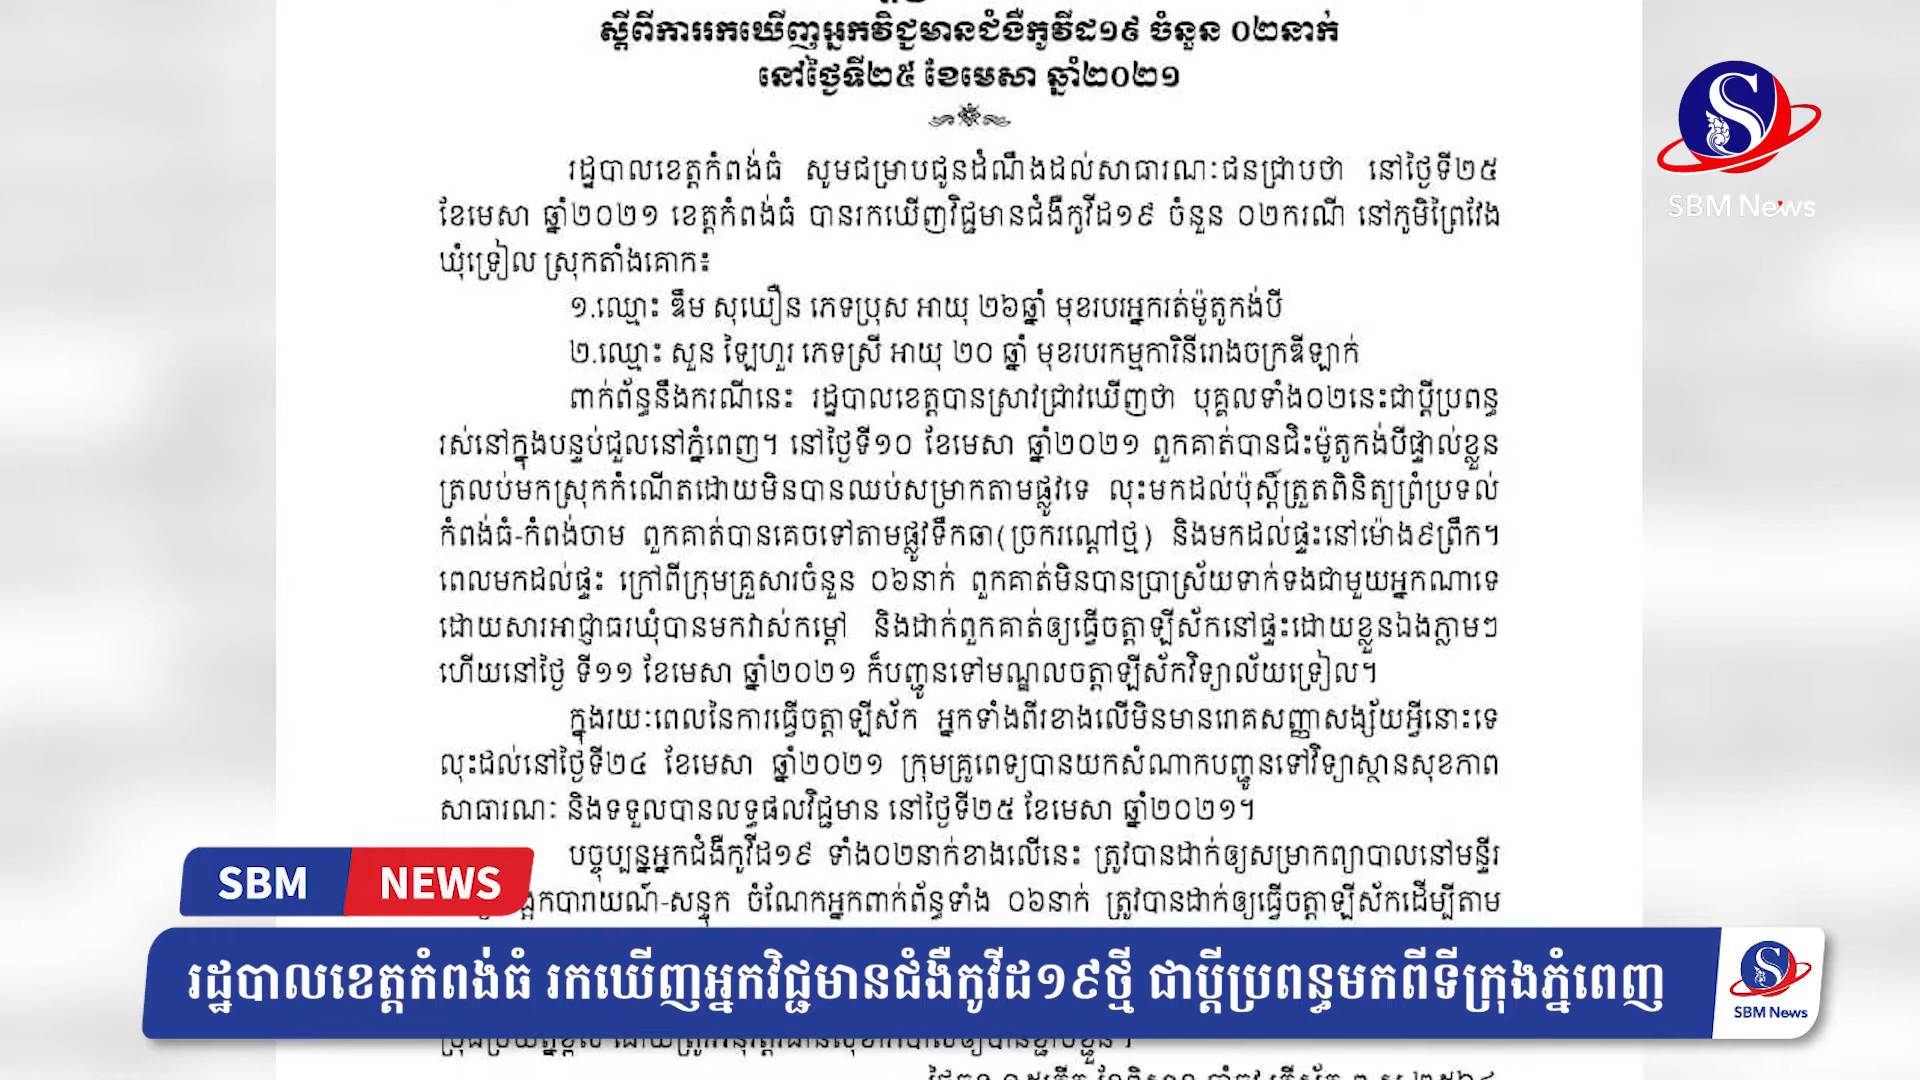 ស្តីពីការរកឃើញអ្នកវិជ្ជមានជំងឺកូវីដ១៩ ចំនួន ០២នាក់
នៅថ្ងៃទី២៥ ខែមេសា ឆ្នាំ២០២១
SBM News
រដ្ឋបាលខេត្តកំពង់ធំ សូមជម្រាបជូនដំណឹងដល់សាធារណៈជនជ្រាបថា នៅថ្ងៃទី២៥
ខែមេសា ឆ្នាំ២០២១ ខេត្តកំពង់ធំ បានរកឃើញវិជ្ជមានជំងឺកូវីដ១៩ ចំនួន ០២ករណី នៅភូមិព្រៃវែង
ឃុំទ្រៀល ស្រុកតាំងគោក៖
១.ឈ្មោះ ឌឹម សុឃឿន ភេទប្រុស អាយុ ២៦ឆ្នាំ មុខរបរអ្នករត់ម៉ូតូកង់បី
២.ឈ្មោះ សួន ឡៃហួរ ភេទស្រី អាយុ ២០ ឆ្នាំ មុខរបរកម្មការិនីរោងចក្រឌីឡាក់
ពាក់ព័ន្ធនឹងករណីនេះ រដ្ឋបាលខេត្តបានស្រាវជ្រាវឃើញថា បុគ្គលទាំង០២នេះជាប្តីប្រពន្ធ
រស់នៅក្នុងបន្ទប់ជួលនៅភ្នំពេញ។ នៅថ្ងៃទី១០ ខែមេសា ឆ្នាំ២០២១ ពួកគាត់បានជិះម៉ូតូកង់បីផ្ទាល់ខ្លួន
ត្រលប់មកស្រុកកំណើតដោយមិនបានឈប់សម្រាកតាមផ្លូវទេ លុះមកដល់ប៉ុស្តិ៍ត្រួតពិនិត្យព្រំប្រទល់
កំពង់ធំ-កំពង់ចាម ពួកគាត់បានគេចទៅតាមផ្លូវទឹកឆា(ច្រករណ្តៅថ្ម) និងមកដល់ផ្ទះនៅម៉ោង៩ព្រឹក។
ពេលមកដល់ផ្ទះ ក្រៅពីក្រុមគ្រួសារចំនួន ០៦នាក់ ពួកគាត់មិនបានប្រាស្រ័យទាក់ទងជាមួយអ្នកណាទេ
ដោយសារអាជ្ញាធរឃុំបានមកវាស់កម្តៅ និងដាក់ពួកគាត់ឲ្យធ្វើចត្តាឡីស័កនៅផ្ទះដោយខ្លួនឯងភ្លាមៗ
ហើយនៅថ្ងៃ ទី១១ ខែមេសា ឆ្នាំ២០២១ ក៏បញ្ជូនទៅមណ្ឌលចត្តាឡីស័កវិទ្យាល័យទ្រៀល។
ក្នុងរយៈពេលនៃការធ្វើចត្តាឡីស័ក អ្នកទាំងពីរខាងលើមិនមានរោគសញ្ញាសង្ស័យអ្វីនោះទេ
លុះដល់នៅថ្ងៃទី២៤ ខែមេសា ឆ្នាំ២០២១ ក្រុមគ្រូពេទ្យបានយកសំណាកបញ្ជូនទៅវិទ្យាស្ថានសុខភាព
សាធារណៈ និងទទួលបានលទ្ធផលវិជ្ជមាន នៅថ្ងៃទី២៥ ខែមេសា ឆ្នាំ២០២១។
បច្ចុប្បន្នអ្នកជំងឺកូវីដ១៩ ទាំង០២នាក់ខាងលើនេះ ត្រូវបានដាក់ឲ្យសម្រាកព្យាបាលនៅមន្ទីរ
បារាយណ៍-សន្ទុក ចំណែកអ្នកពាក់ព័ន្ធទាំង ០៦នាក់ ត្រូវបានដាក់ឲ្យធ្វើចត្តាឡីស័កដើម្បីតាម
SBM NEWS
រដ្ឋបាលខេត្តកំពង់ធំ រកឃើញអ្នកវិជ្ជមានជំងឺកូវីដ១៩ថ្មី ជាប្តីប្រពន្ធមកពីទីក្រុងភ្នំពេញ
SBM News